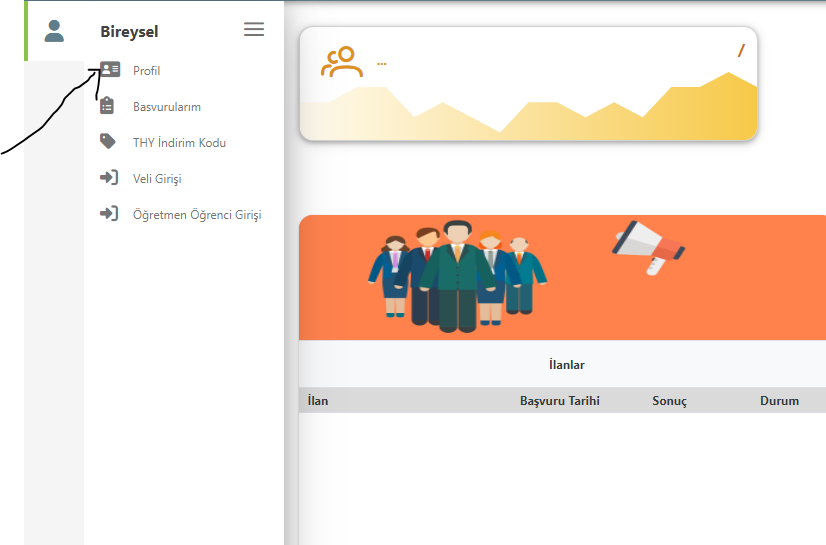 Bireysel
Profil
Basvurularım
THY İndirim Kodu
Veli Girişi
Öğretmen Öğrenci Girişi
...
/
İlanlar
İlan Başvuru Tarihi Sonuç Durum